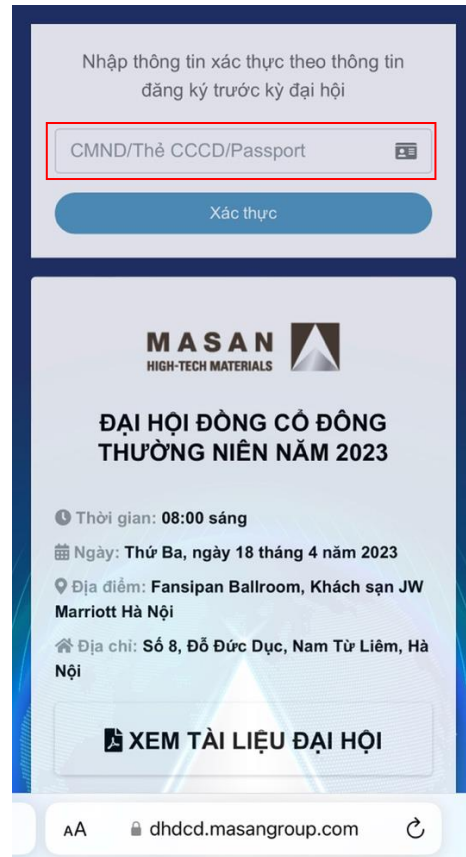 Nhập thông tin xác thực theo thông tin
đăng ký trước kỳ đại hội
CMND/Thẻ CCCD/Passport
Xác thực
MASAN
HIGH-TECH MATERIALS
ĐẠI HỘI ĐỒNG CỔ ĐÔNG
THƯỜNG NIÊN NĂM 2023
Thời gian: 08:00 sáng
Ngày: Thứ Ba, ngày 18 tháng 4 năm 2023
Địa điểm: Fansipan Ballroom, Khách sạn JW
Marriott Hà Nội
Địa chỉ: Số 8, Đỗ Đức Dục, Nam Từ Liêm, Hà
Nội
XEM TÀI LIỆU ĐẠI HỘI
AA dhdcd.masangroup.com